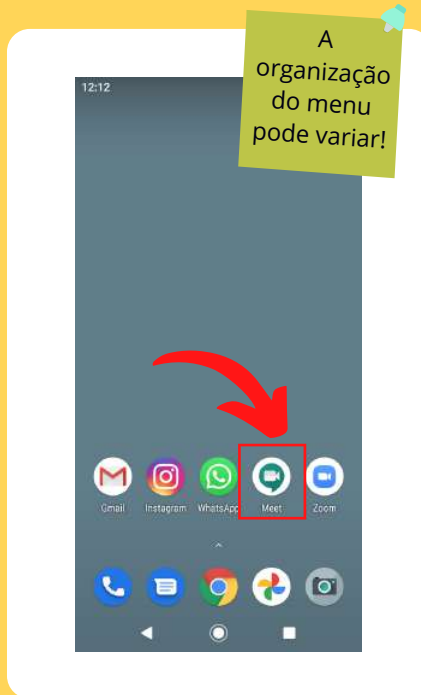 A
organização
do menu
pode variar!
12:12
Gmail Instagram WhatsApp Meet Zoom